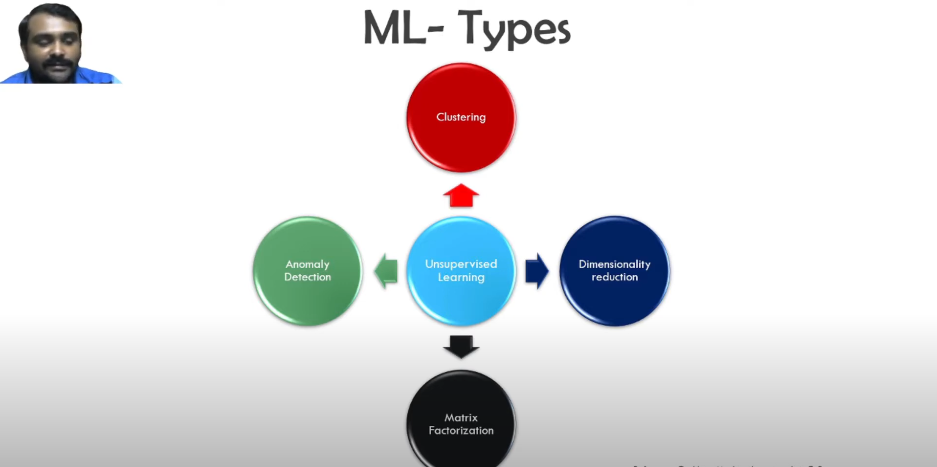 ML- Types
Clustering
Anomaly
Detection
Unsupervised
Learning
Dimensionality
reduction
Matrix
Factorization